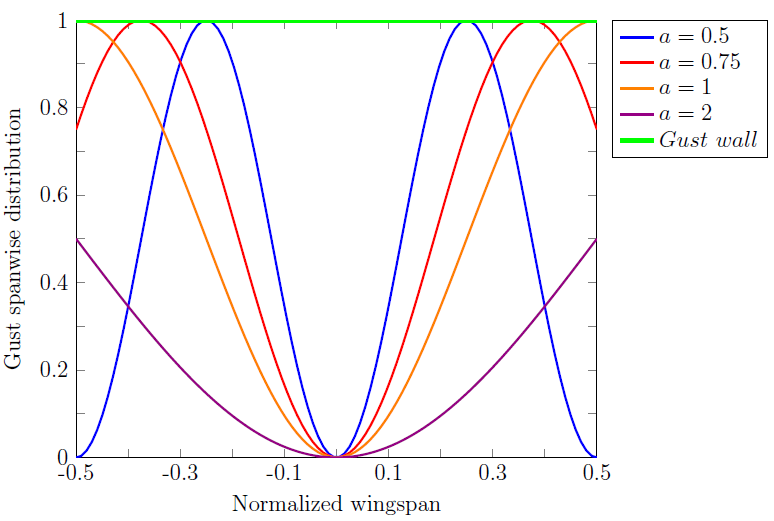 Gust spanwise distribution
1
0.8
0.6
0.4
0.2
0
-0.5 -0.3 -0.1 0.1 0.3 0.5
Normalized wingspan
a = 0.5
a = 0.75
a = 1
a = 2
Gust wall